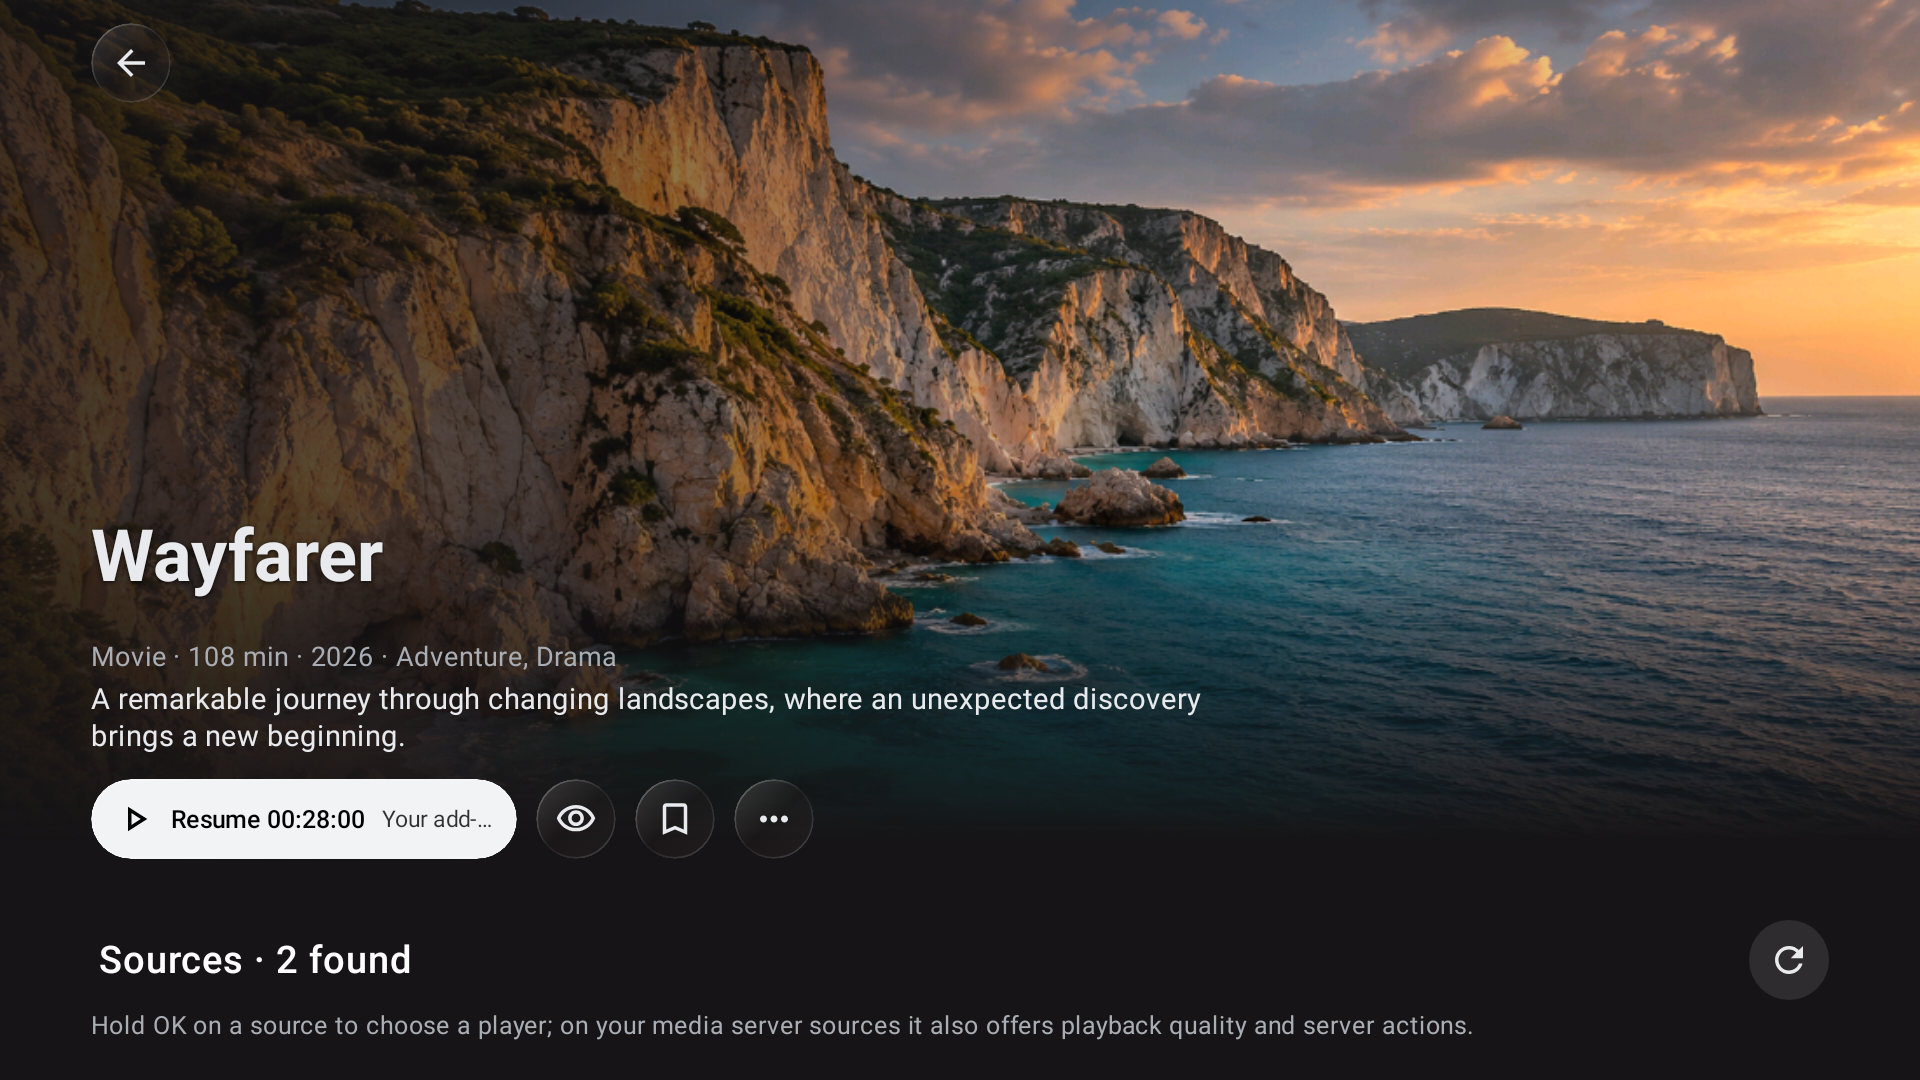 Wayfarer
Movie · 108 min · 2026 · Adventure, Drama
A remarkable journey through changing landscapes, where an unexpected discovery
brings a new beginning.
Resume 00:28:00 Your add-...
Sources · 2 found
Hold OK on a source to choose a player; on your media server sources it also offers playback quality and server actions.